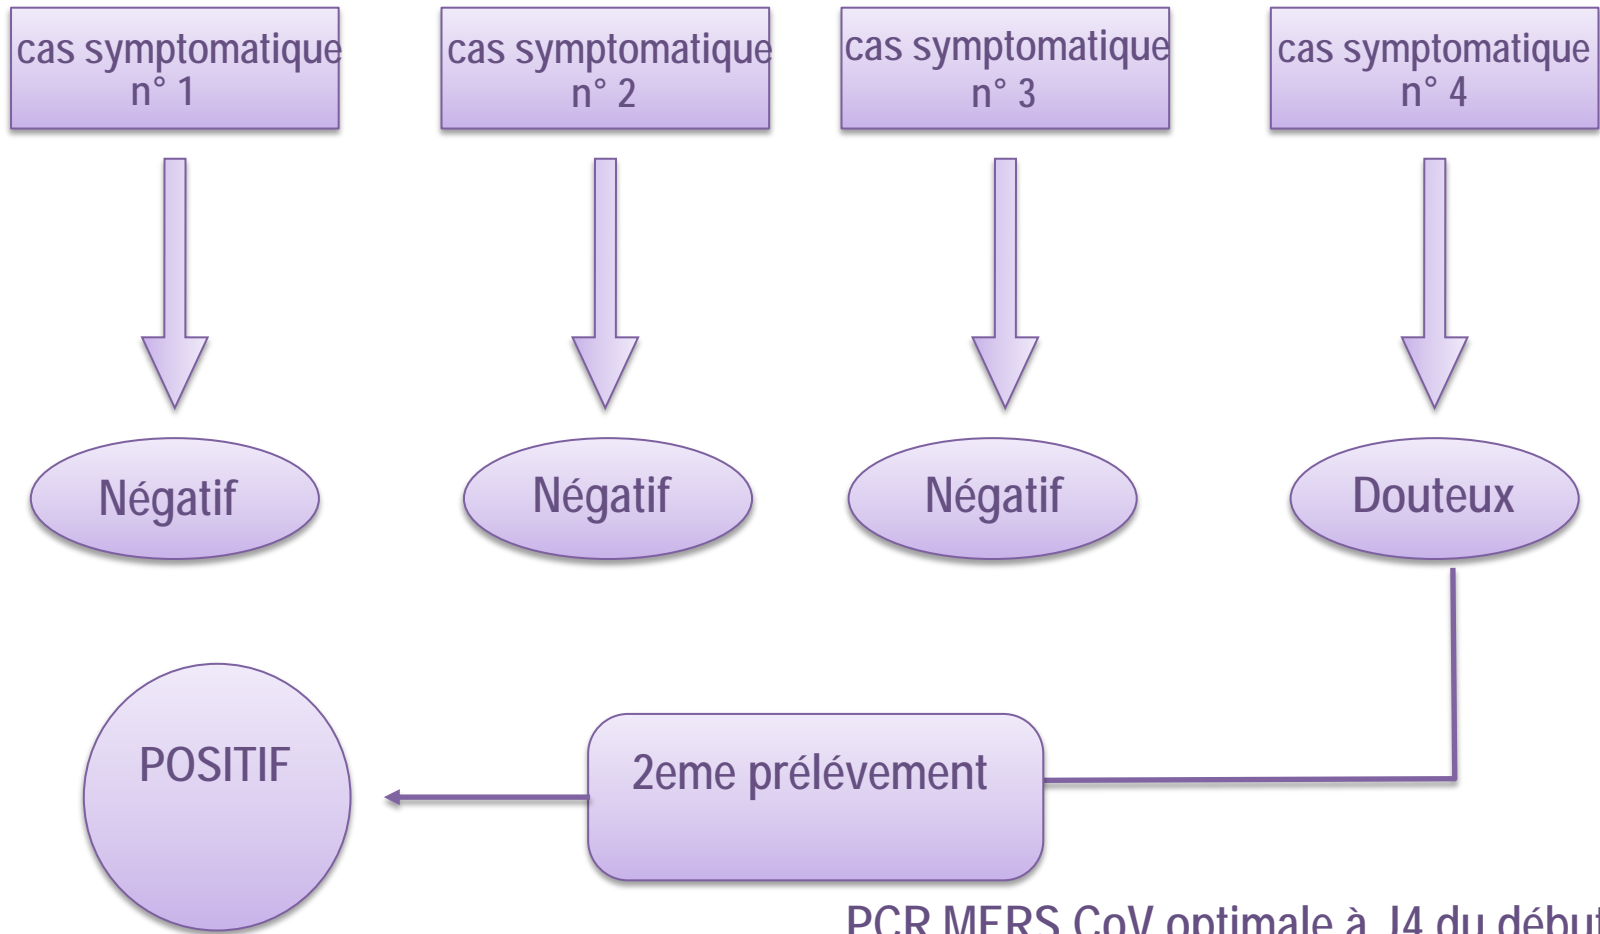 cas symptomatique
n° 1
cas symptomatique
n° 2
cas symptomatique
n° 3
cas symptomatique
n° 4
Négatif
Négatif
Négatif
Douteux
POSITIF
2eme prélévement
PCR MERS CoV optimale à J4 du début